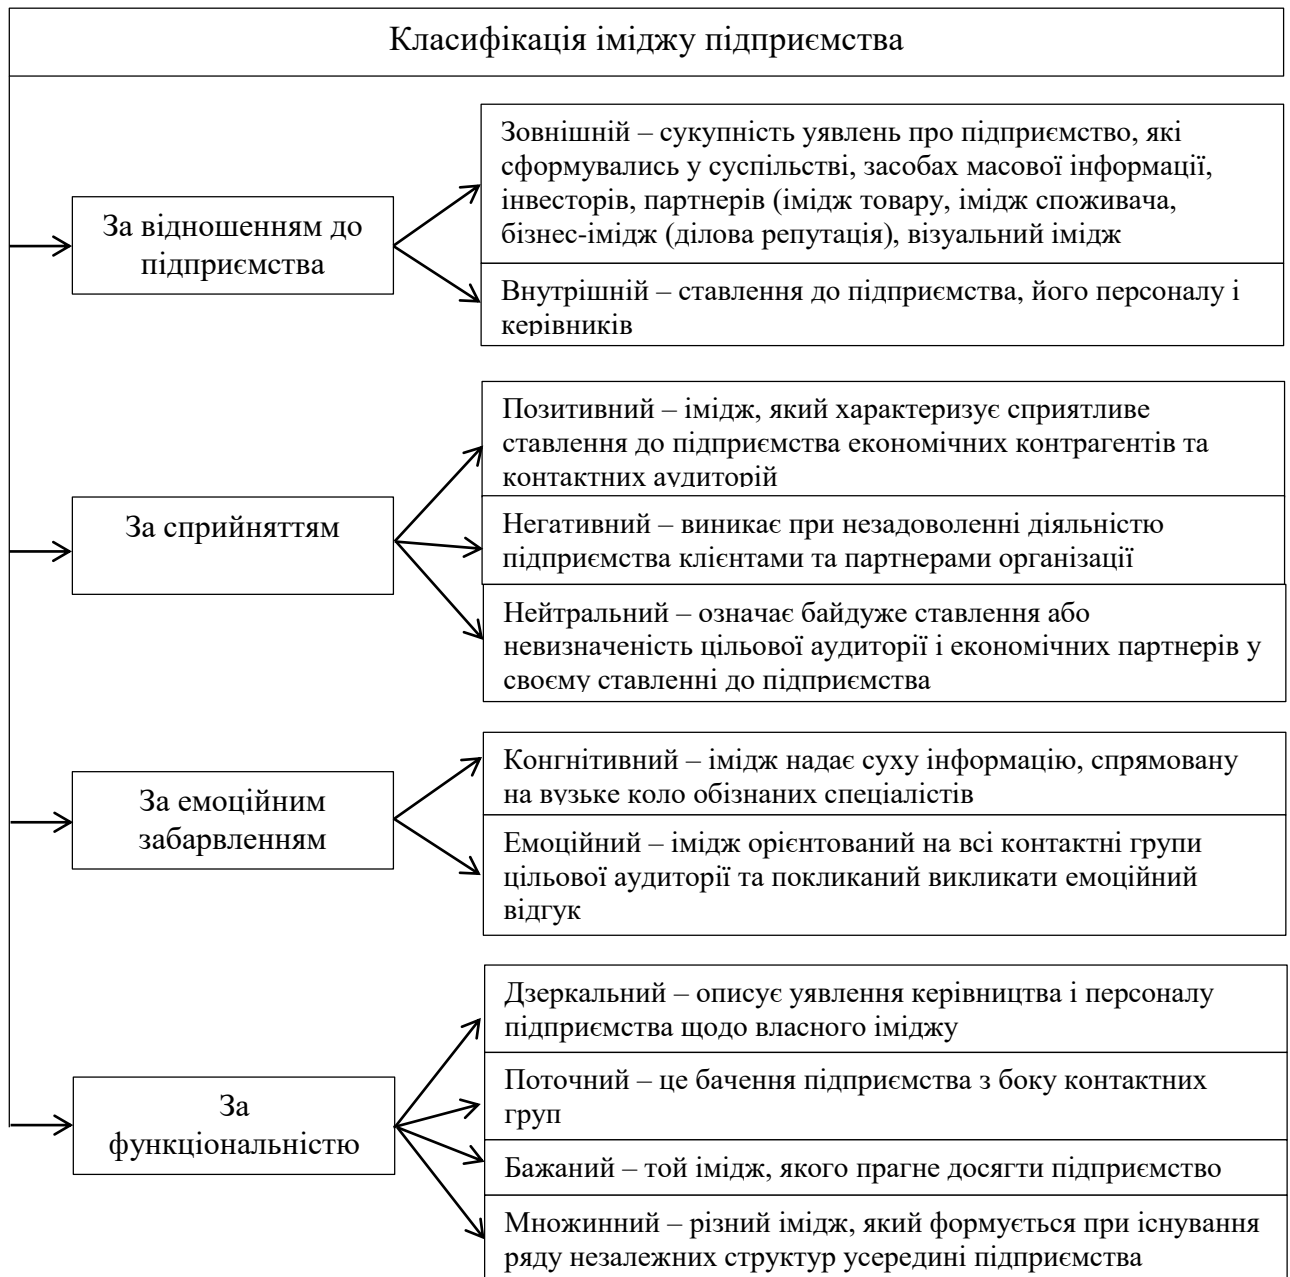 Класифікація іміджу підприємства
За відношенням до
підприємства
Зовнішній – сукупність уявлень про підприємство, які
сформувались у суспільстві, засобах масової інформації,
інвесторів, партнерів (імідж товару, імідж споживача,
бізнес-імідж (ділова репутація), візуальний імідж
Внутрішній – ставлення до підприємства, його персоналу і
керівників
За сприйняттям
Позитивний – імідж, який характеризує сприятливе
ставлення до підприємства економічних контрагентів та
контактних аудиторій
Негативний – виникає при незадоволенні діяльністю
підприємства клієнтами та партнерами організації
Нейтральний – означає байдуже ставлення або
невизначеність цільової аудиторії і економічних партнерів у
своєму ставленні до підприємства
За емоційним
забарвленням
Конгнітивний – імідж надає суху інформацію, спрямовану
на вузьке коло обізнаних спеціалістів
Емоційний – імідж орієнтований на всі контактні групи
цільової аудиторії та покликаний викликати емоційний
відгук
За
функціональністю
Дзеркальний – описує уявлення керівництва і персоналу
підприємства щодо власного іміджу
Поточний – це бачення підприємства з боку контактних
груп
Бажаний – той імідж, якого прагне досягти підприємство
Множинний – різний імідж, який формується при існування
ряду незалежних структур усередині підприємства